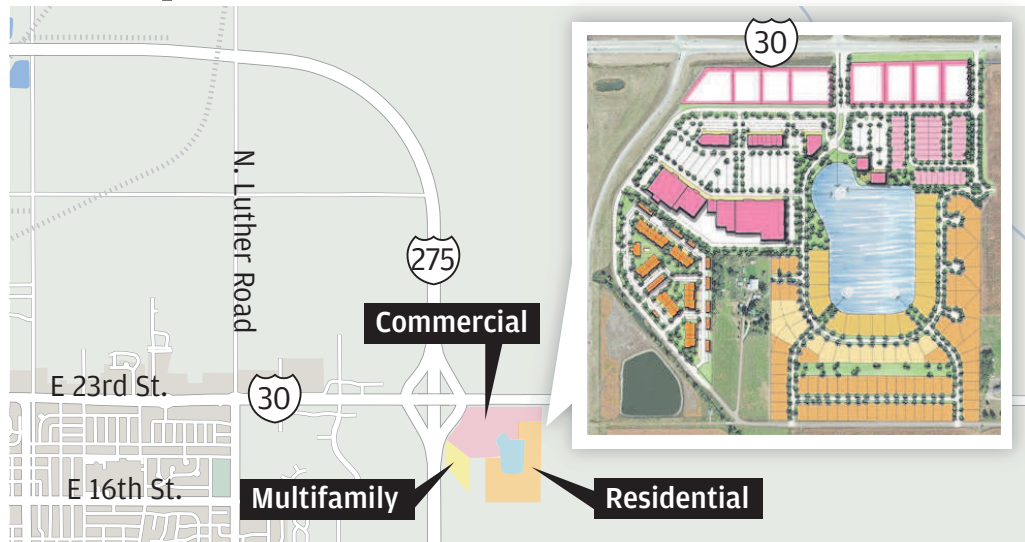 30
N. Luther Road
275
Commercial
E 23rd St.
30
E 16th St.
Multifamily
Residential